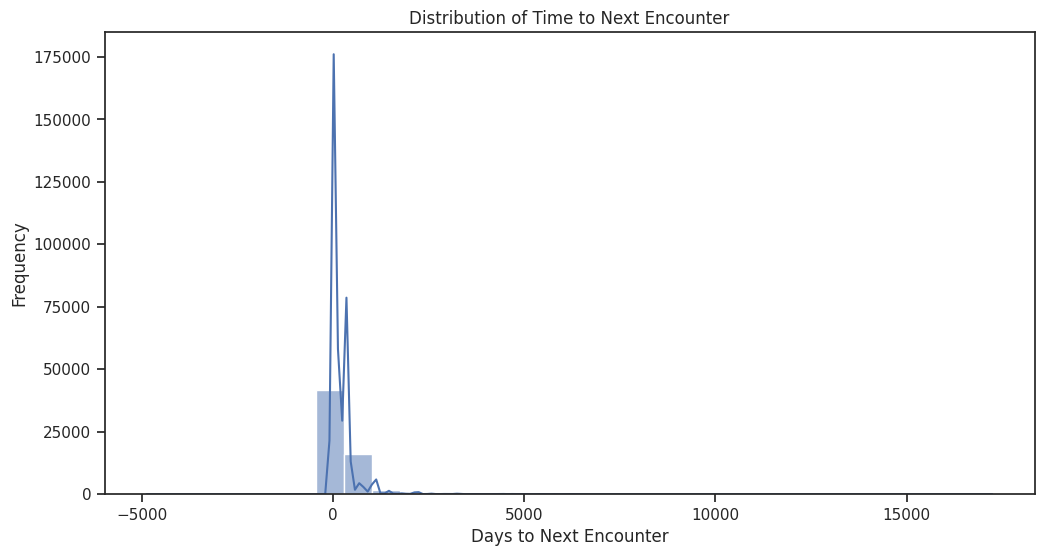 Distribution of Time to Next Encounter
175000
150000
125000
100000
75000
50000
25000
0
Frequency
−5000 0 5000 10000 15000
Days to Next Encounter